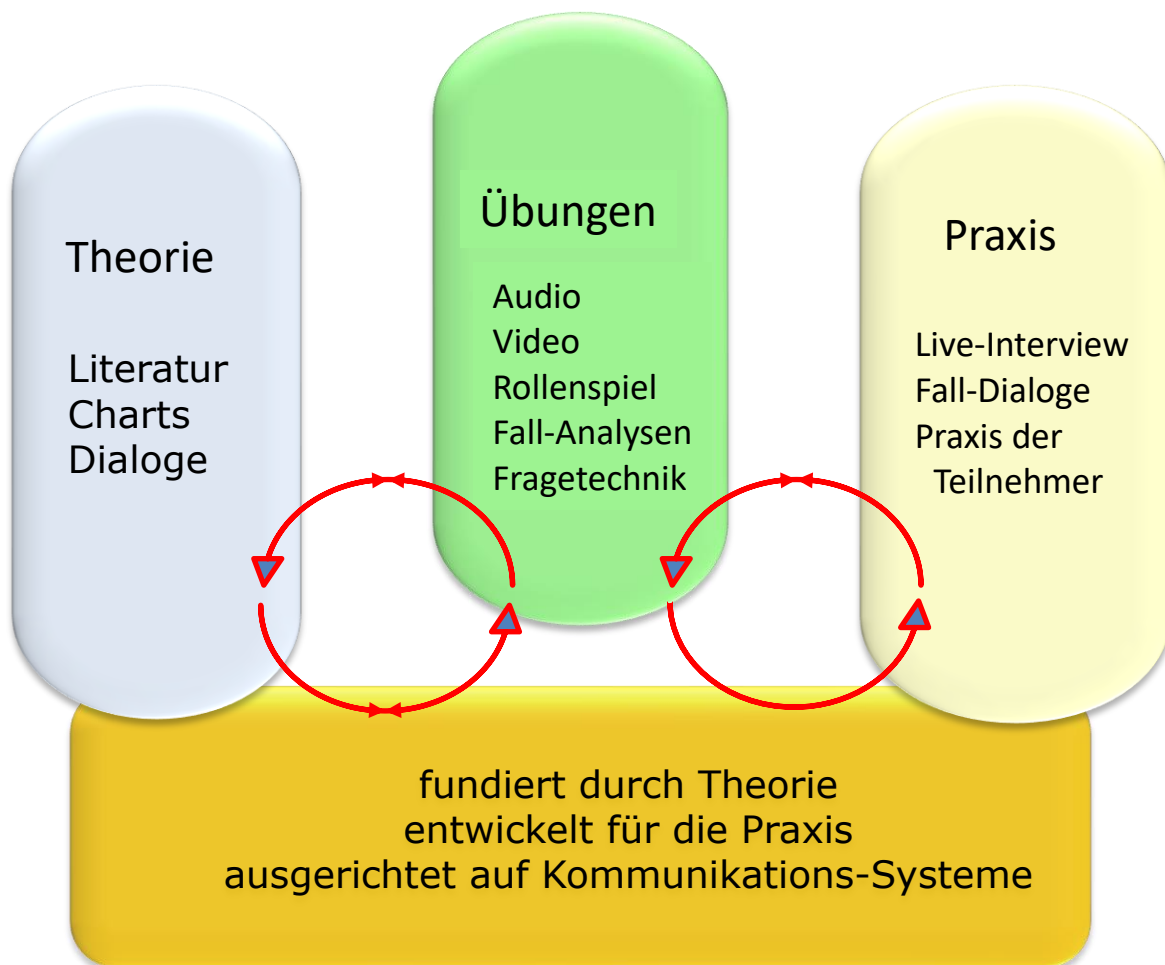 Theorie
Literatur
Charts
Dialoge
Übungen
Audio
Video
Rollenspiel
Fall-Analysen
Fragetechnik
Praxis
Live-Interview
Fall-Dialoge
Praxis der
Teilnehmer
fundiert durch Theorie
entwickelt für die Praxis
ausgerichtet auf Kommunikations-Systeme